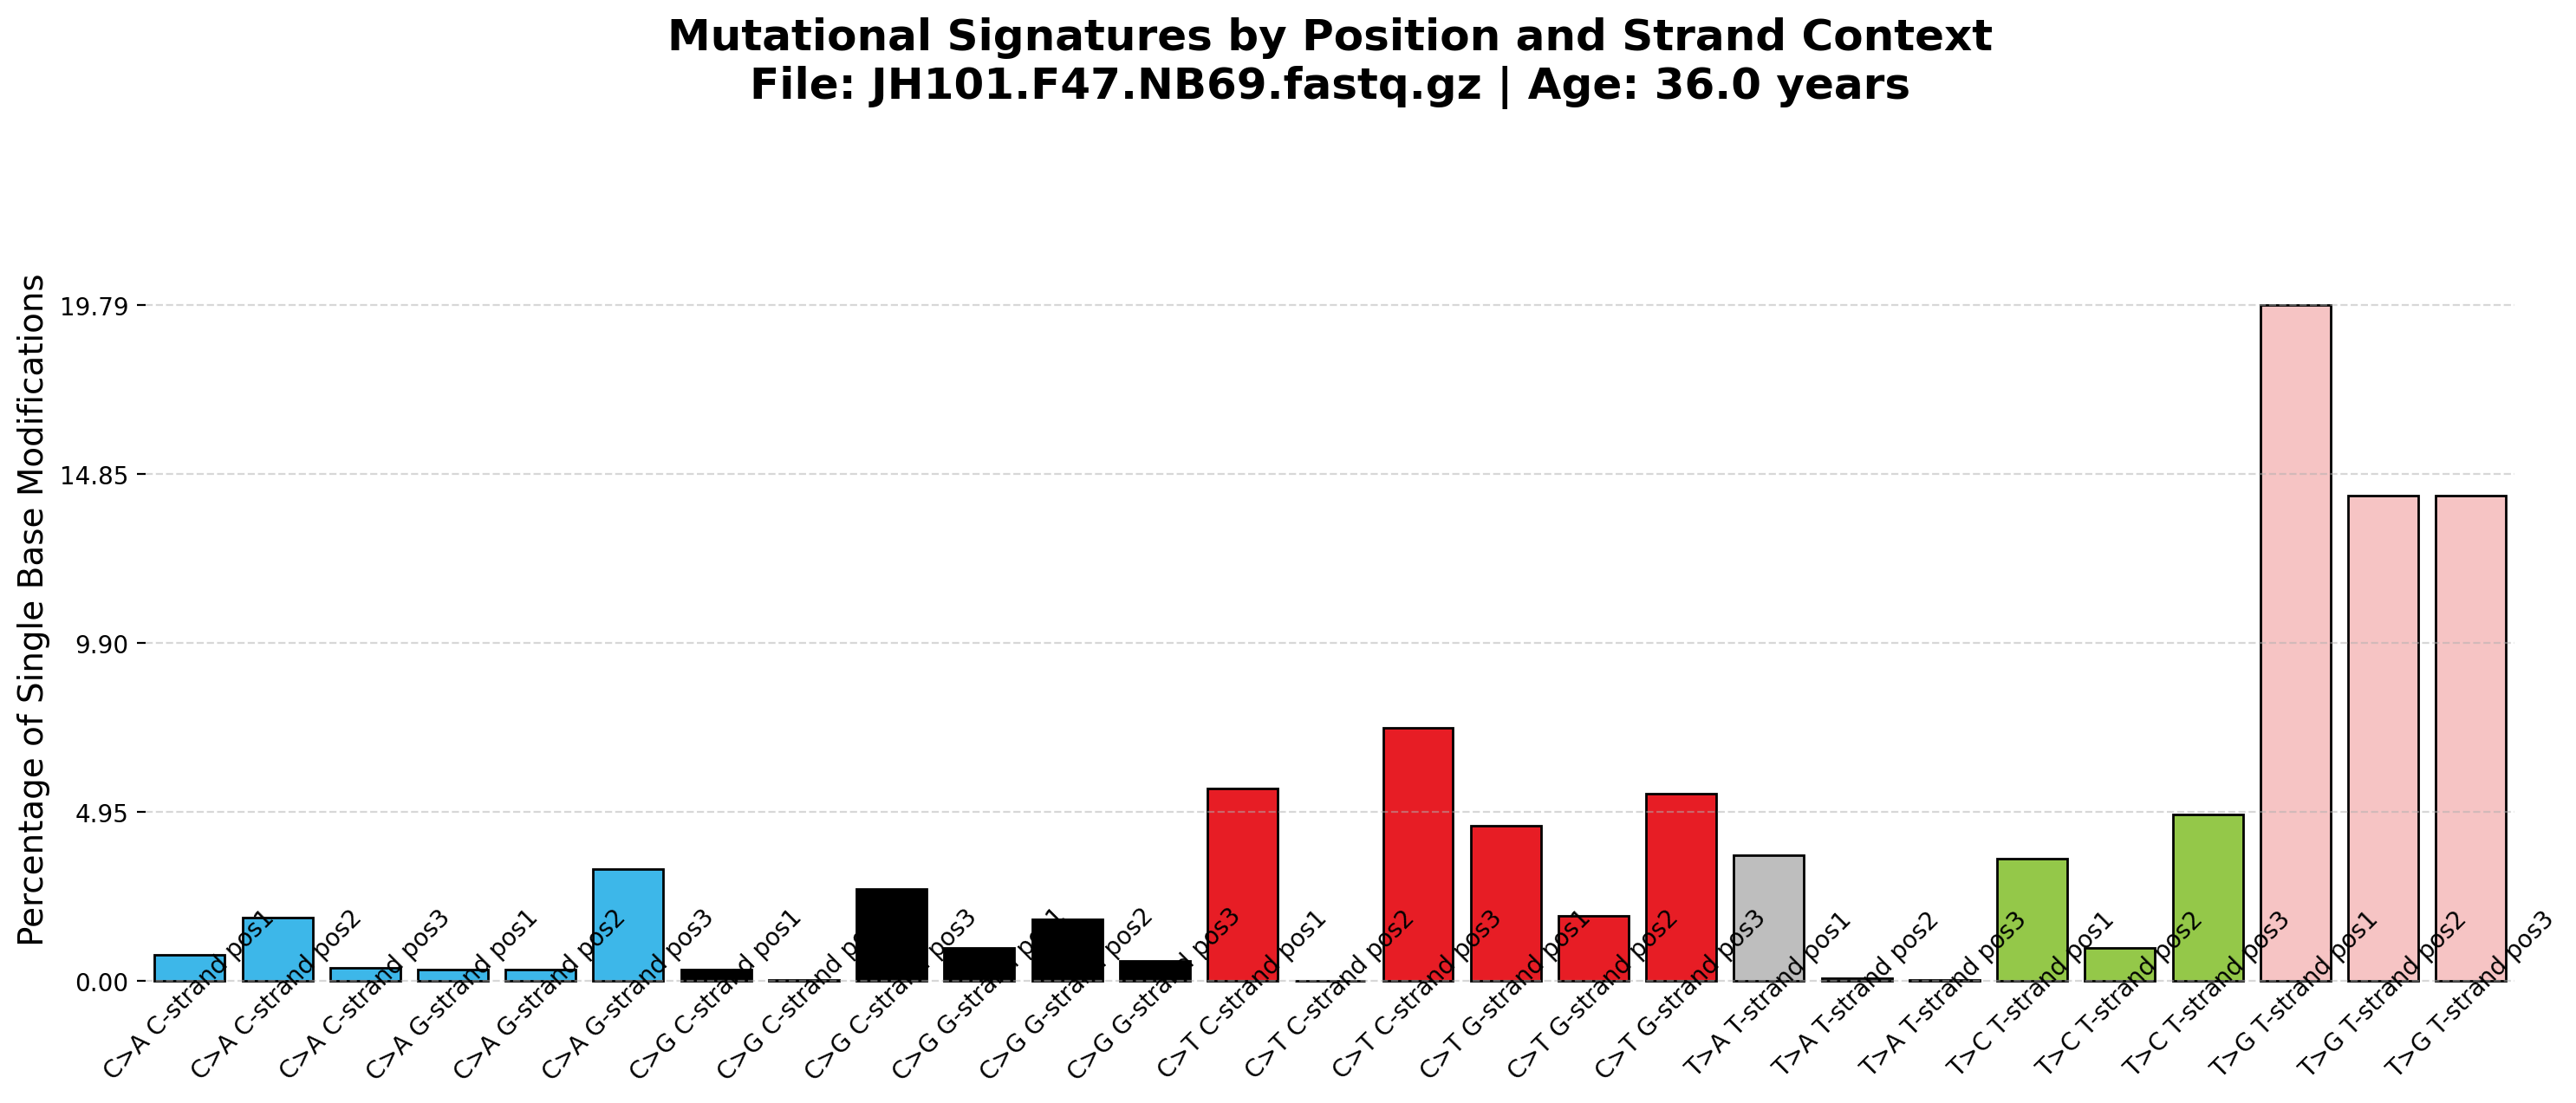 Mutational Signatures by Position and Strand Context
File: JH101.F47.NB69.fastq.gz | Age: 36.0 years
Percentage of Single Base Modifications
19.79
14.85
9.90
4.95
0.00
C>A C-strand pos1
C>A C-strand pos2
C>A C-strand pos3
C>A G-strand pos1
C>A G-strand pos2
C>A G-strand pos3
C>G C-strand pos1
C>G C-strand pos2
C>G C-strand pos3
C>G G-strand pos1
C>G G-strand pos2
C>G G-strand pos3
C>T C-strand pos1
C>T C-strand pos2
C>T C-strand pos3
C>T G-strand pos1
C>T G-strand pos2
C>T G-strand pos3
T>A T-strand pos1
T>A T-strand pos2
T>A T-strand pos3
T>C T-strand pos1
T>C T-strand pos2
T>C T-strand pos3
T>G T-strand pos1
T>G T-strand pos2
T>G T-strand pos3